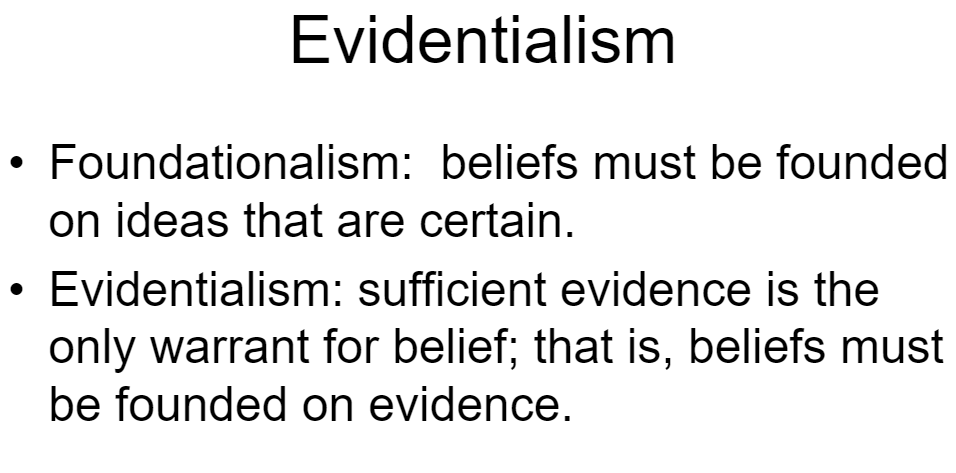 Evidentialism
• Foundationalism:  beliefs must be founded
on ideas that are certain.
• Evidentialism: sufficient evidence is the
only warrant for belief; that is, beliefs must
be founded on evidence.